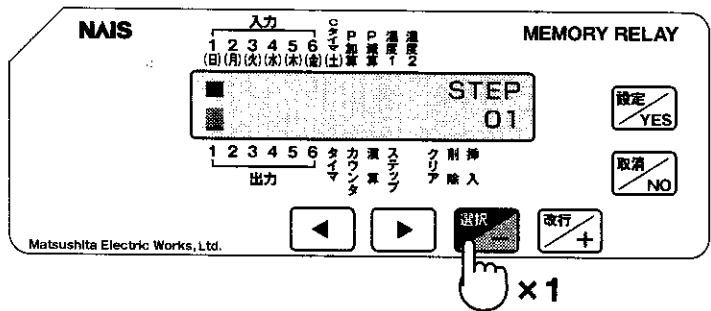 NAIS
MEMORY RELAY
入力
1 2 3 4 5 6 Cタイマ P加算 P減算 温度1 温度2
(日)(月)(火)(水)(木)(金)(土)
STEP
01
1 2 3 4 5 6 タイマ カウンタ 演算 ステップ クリア 削除 挿入
出力
設定/YES
取消/NO
◀ ▶ 選択/− 改行/+
Matsushita Electric Works,Ltd.
×1